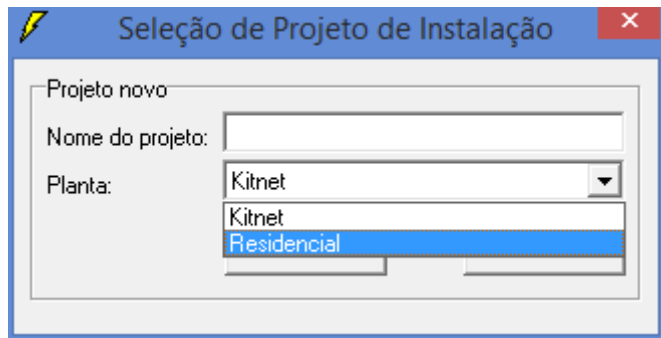 Seleção de Projeto de Instalação
Projeto novo
Nome do projeto:
Planta:
Kitnet
Kitnet
Residencial